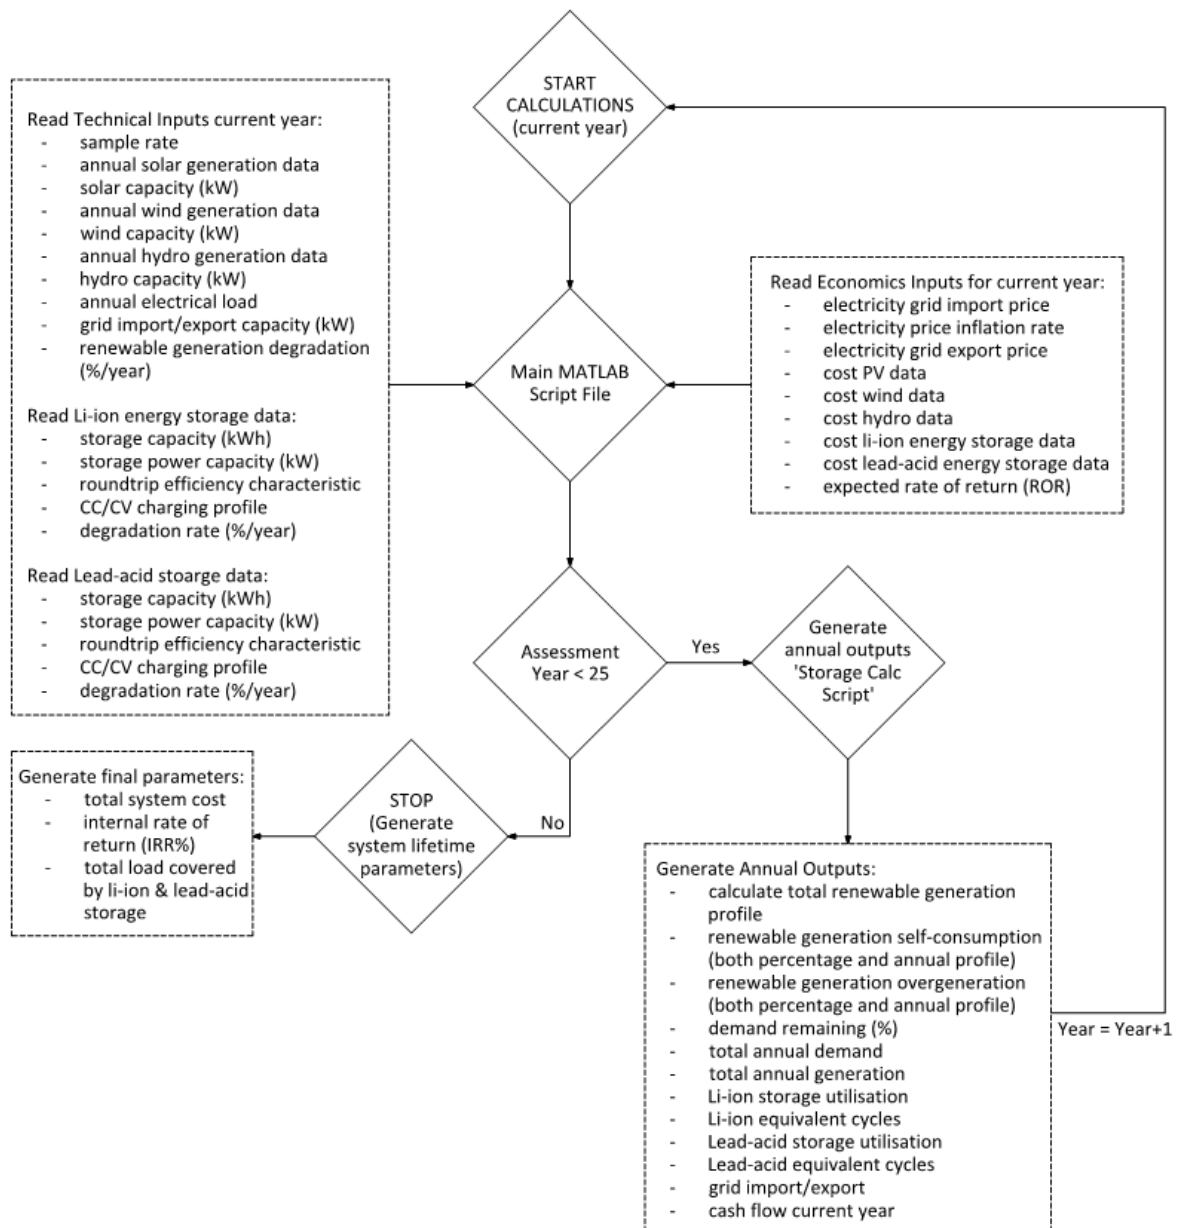 START
CALCULATIONS
(current year)
Read Technical Inputs current year:
- sample rate
- annual solar generation data
- solar capacity (kW)
- annual wind generation data
- wind capacity (kW)
- annual hydro generation data
- hydro capacity (kW)
- annual electrical load
- grid import/export capacity (kW)
- renewable generation degradation
(%/year)
Read Li-ion energy storage data:
- storage capacity (kWh)
- storage power capacity (kW)
- roundtrip efficiency characteristic
- CC/CV charging profile
- degradation rate (%/year)
Read Lead-acid stoarge data:
- storage capacity (kWh)
- storage power capacity (kW)
- roundtrip efficiency characteristic
- CC/CV charging profile
- degradation rate (%/year)
Main MATLAB
Script File
Read Economics Inputs for current year:
- electricity grid import price
- electricity price inflation rate
- electricity grid export price
- cost PV data
- cost wind data
- cost hydro data
- cost li-ion energy storage data
- cost lead-acid energy storage data
- expected rate of return (ROR)
Assessment
Year < 25
Yes
Generate
annual outputs
'Storage Calc
Script'
No
STOP
(Generate
system lifetime
parameters)
Generate final parameters:
- total system cost
- internal rate of
return (IRR%)
- total load covered
by li-ion & lead-acid
storage
Generate Annual Outputs:
- calculate total renewable generation
profile
- renewable generation self-consumption
(both percentage and annual profile)
- renewable generation overgeneration
(both percentage and annual profile)
- demand remaining (%)
- total annual demand
- total annual generation
- Li-ion storage utilisation
- Li-ion equivalent cycles
- Lead-acid storage utilisation
- Lead-acid equivalent cycles
- grid import/export
- cash flow current year
Year = Year+1